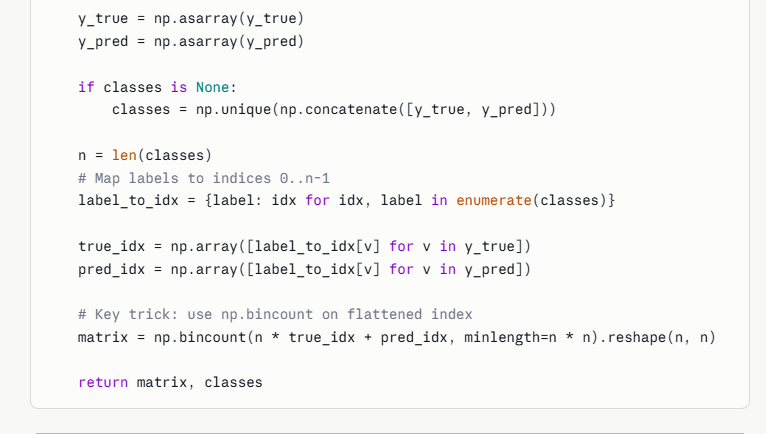 y_true = np.asarray(y_true)
y_pred = np.asarray(y_pred)
if classes is None:
classes = np.unique(np.concatenate([y_true, y_pred]))
n = len(classes)
# Map labels to indices 0..n-1
label_to_idx = {label: idx for idx, label in enumerate(classes)}
true_idx = np.array([label_to_idx[v] for v in y_true])
pred_idx = np.array([label_to_idx[v] for v in y_pred])
# Key trick: use np.bincount on flattened index
matrix = np.bincount(n * true_idx + pred_idx, minlength=n * n).reshape(n, n)
return matrix, classes